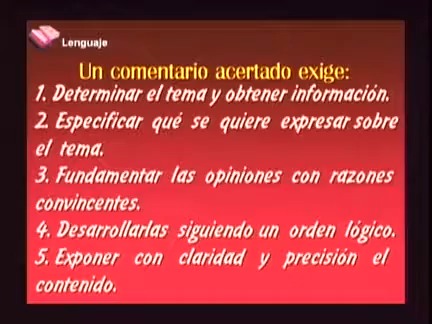 Lenguaje
Un comentario acertado exige:
1. Determinar el tema y obtener información.
2. Especificar qué se quiere expresar sobre
el tema.
3. Fundamentar las opiniones con razones
convincentes.
4. Desarrollarlas siguiendo un orden lógico.
5. Exponer con claridad y precisión el
contenido.